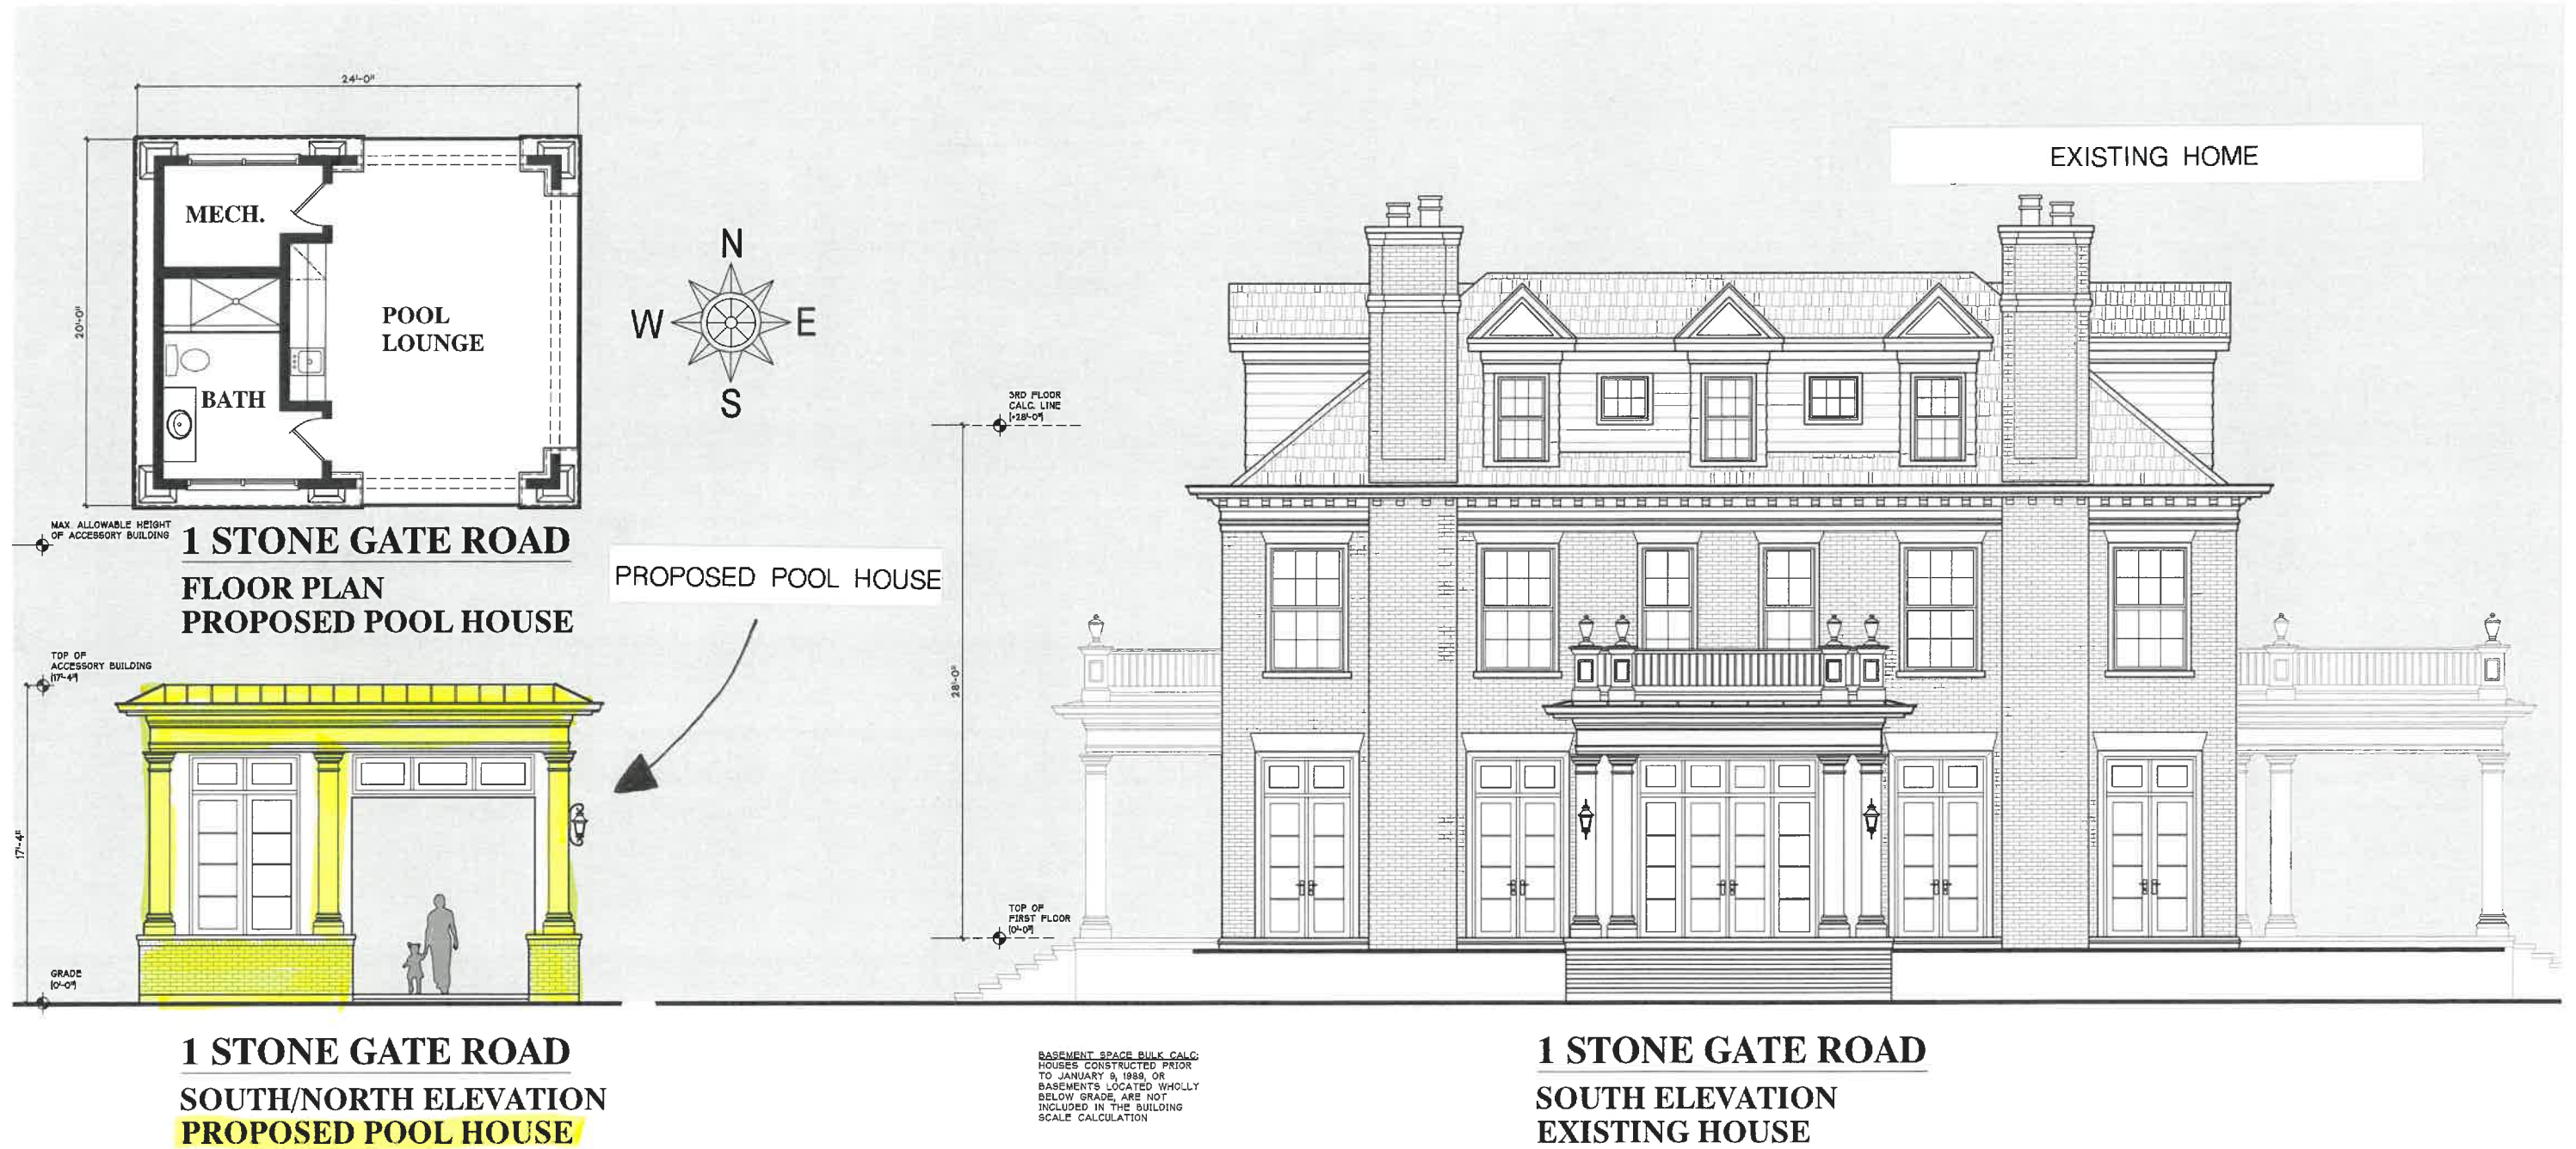 24'-0"
20'-0"
MECH.
POOL
LOUNGE
BATH
N
W
E
S
MAX. ALLOWABLE HEIGHT
OF ACCESSORY BUILDING
1 STONE GATE ROAD
FLOOR PLAN
PROPOSED POOL HOUSE
PROPOSED POOL HOUSE
EXISTING HOME
3RD FLOOR
CALC. LINE
(+28'-0")
28'-0"
TOP OF
FIRST FLOOR
(0'-0")
TOP OF
ACCESSORY BUILDING
(17'-4")
17'-4"
GRADE
(0'-0")
1 STONE GATE ROAD
SOUTH/NORTH ELEVATION
PROPOSED POOL HOUSE
BASEMENT SPACE BULK CALC:
HOUSES CONSTRUCTED PRIOR
TO JANUARY 9, 1989, OR
BASEMENTS LOCATED WHOLLY
BELOW GRADE, ARE NOT
INCLUDED IN THE BUILDING
SCALE CALCULATION
1 STONE GATE ROAD
SOUTH ELEVATION
EXISTING HOUSE